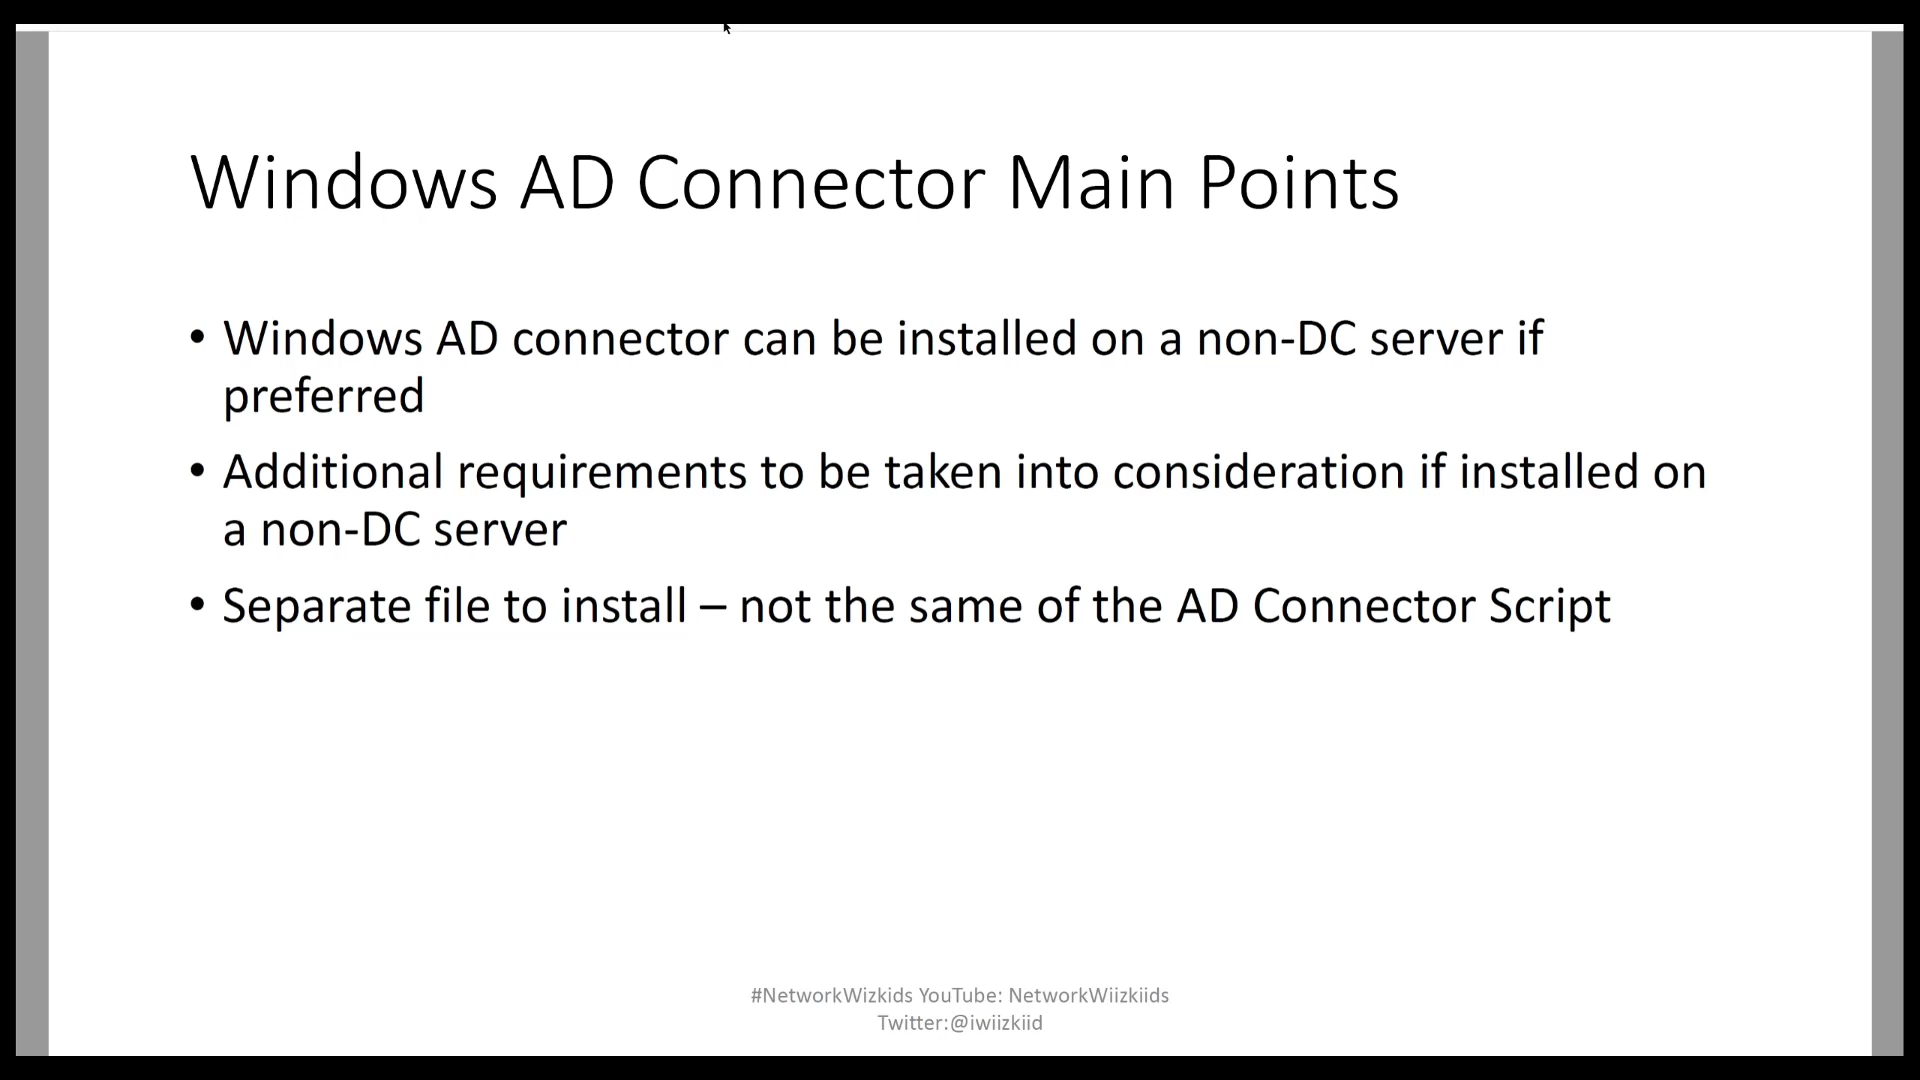 Windows AD Connector Main Points
• Windows AD connector can be installed on a non-DC server if
preferred
• Additional requirements to be taken into consideration if installed on
a non-DC server
• Separate file to install – not the same of the AD Connector Script
#NetworkWizkids YouTube: NetworkWiizkiids
Twitter:@iwiizkiid